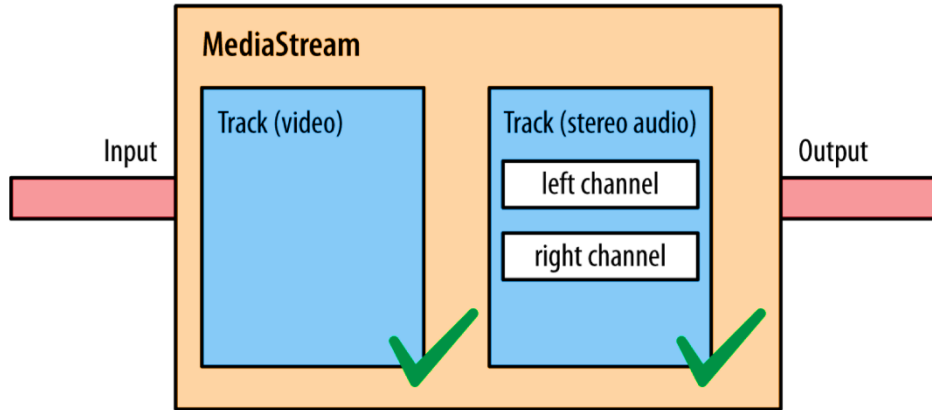 MediaStream
Track (video)
Track (stereo audio)
Input
Output
left channel
right channel